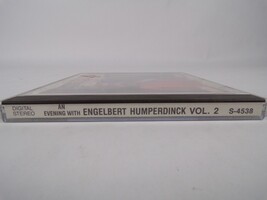 DIGITAL
STEREO
AN
EVENING WITH ENGELBERT HUMPERDINCK VOL. 2 S-4538